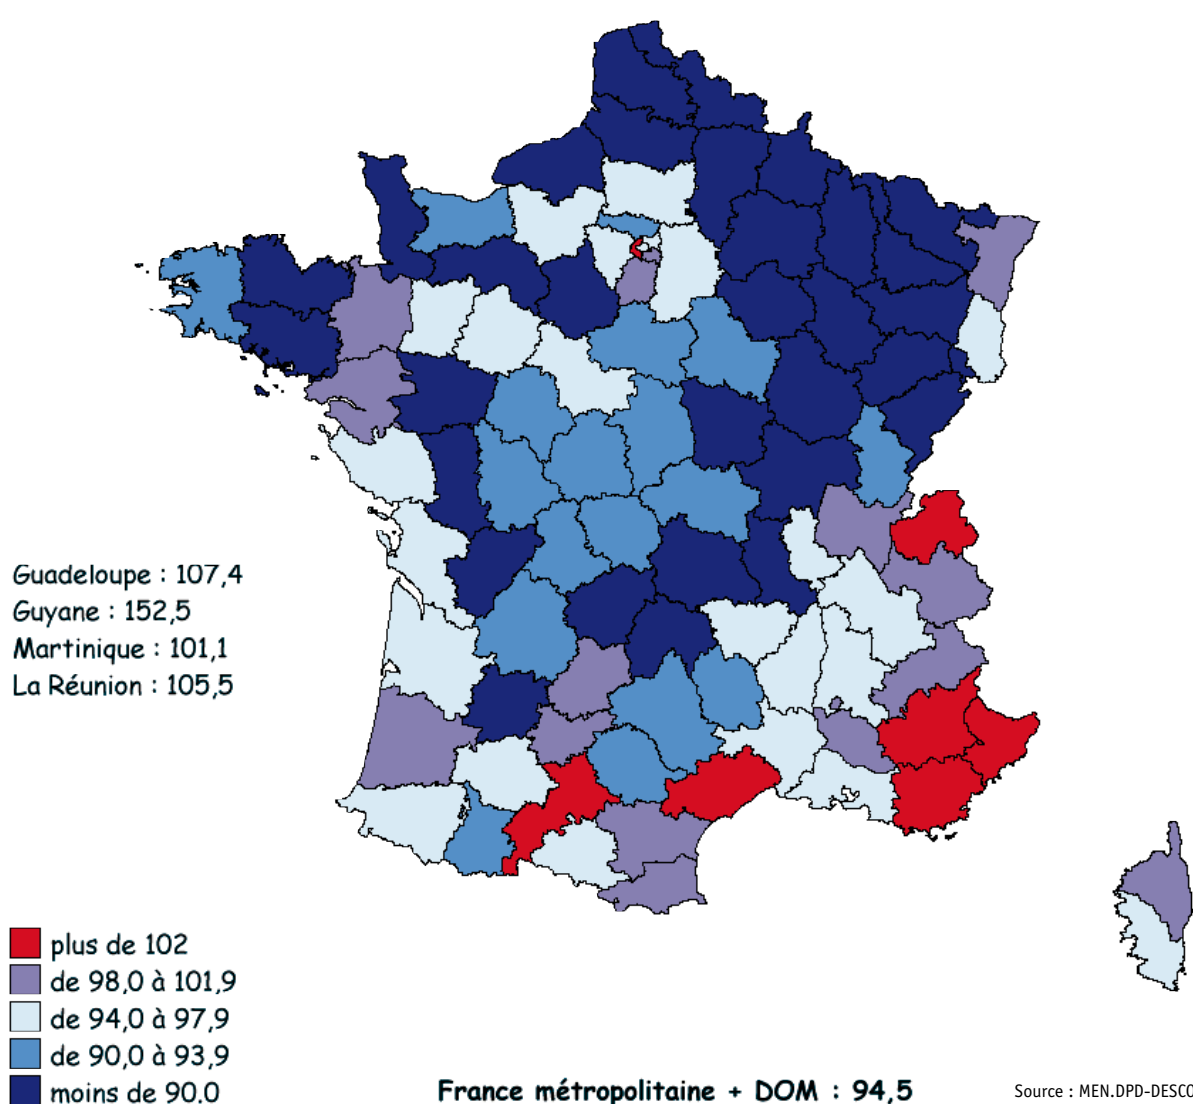 Guadeloupe : 107,4
Guyane : 152,5
Martinique : 101,1
La Réunion : 105,5
plus de 102
de 98,0 à 101,9
de 94,0 à 97,9
de 90,0 à 93,9
moins de 90.0
France métropolitaine + DOM : 94,5
Source : MEN.DPD-DESCO